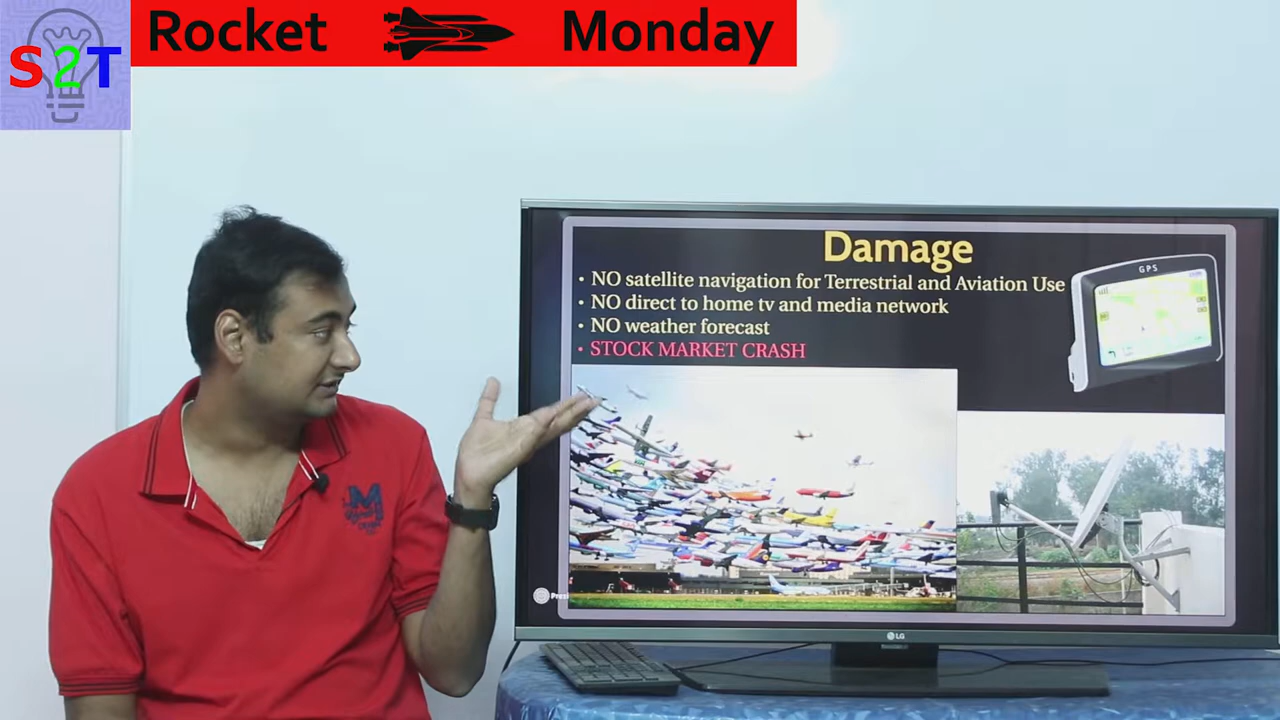 Rocket Monday
S2T
Damage
GPS
• NO satellite navigation for Terrestrial and Aviation Use
• NO direct to home tv and media network
• NO weather forecast
• STOCK MARKET CRASH
M
LG